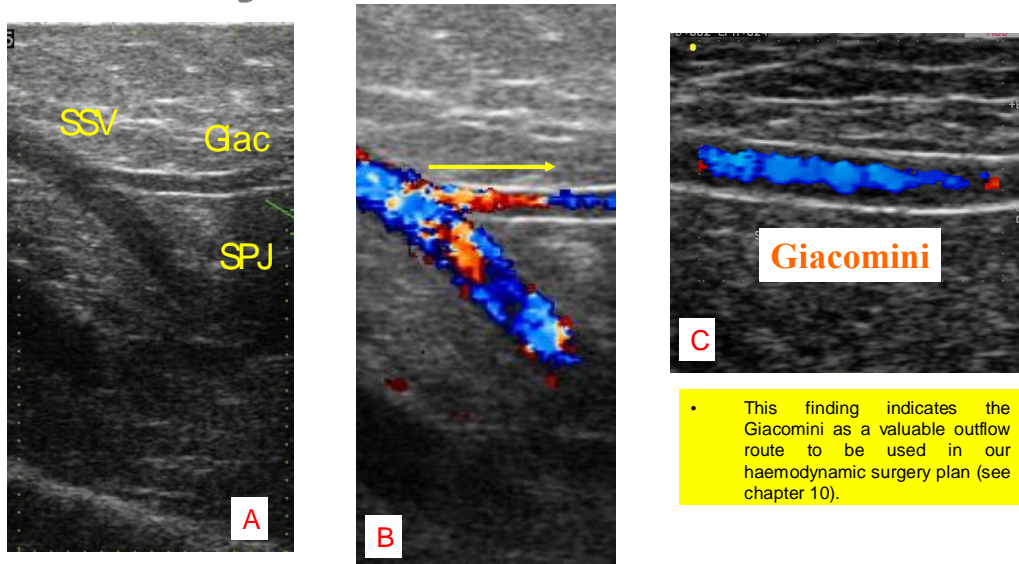 SSV
Giac
SPJ
A
B
Giacomini
C
• This finding indicates the
Giacomini as a valuable outflow
route to be used in our
haemodynamic surgery plan (see
chapter 10).